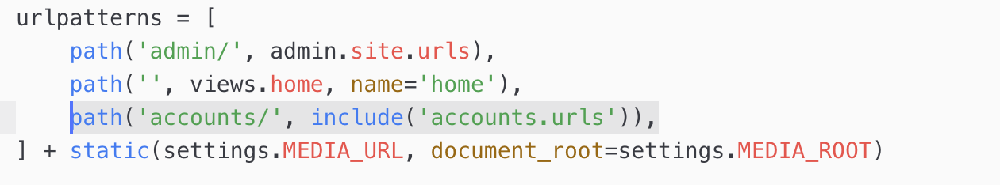 urlpatterns = [
    path('admin/', admin.site.urls),
    path('', views.home, name='home'),
    path('accounts/', include('accounts.urls')),
] + static(settings.MEDIA_URL, document_root=settings.MEDIA_ROOT)